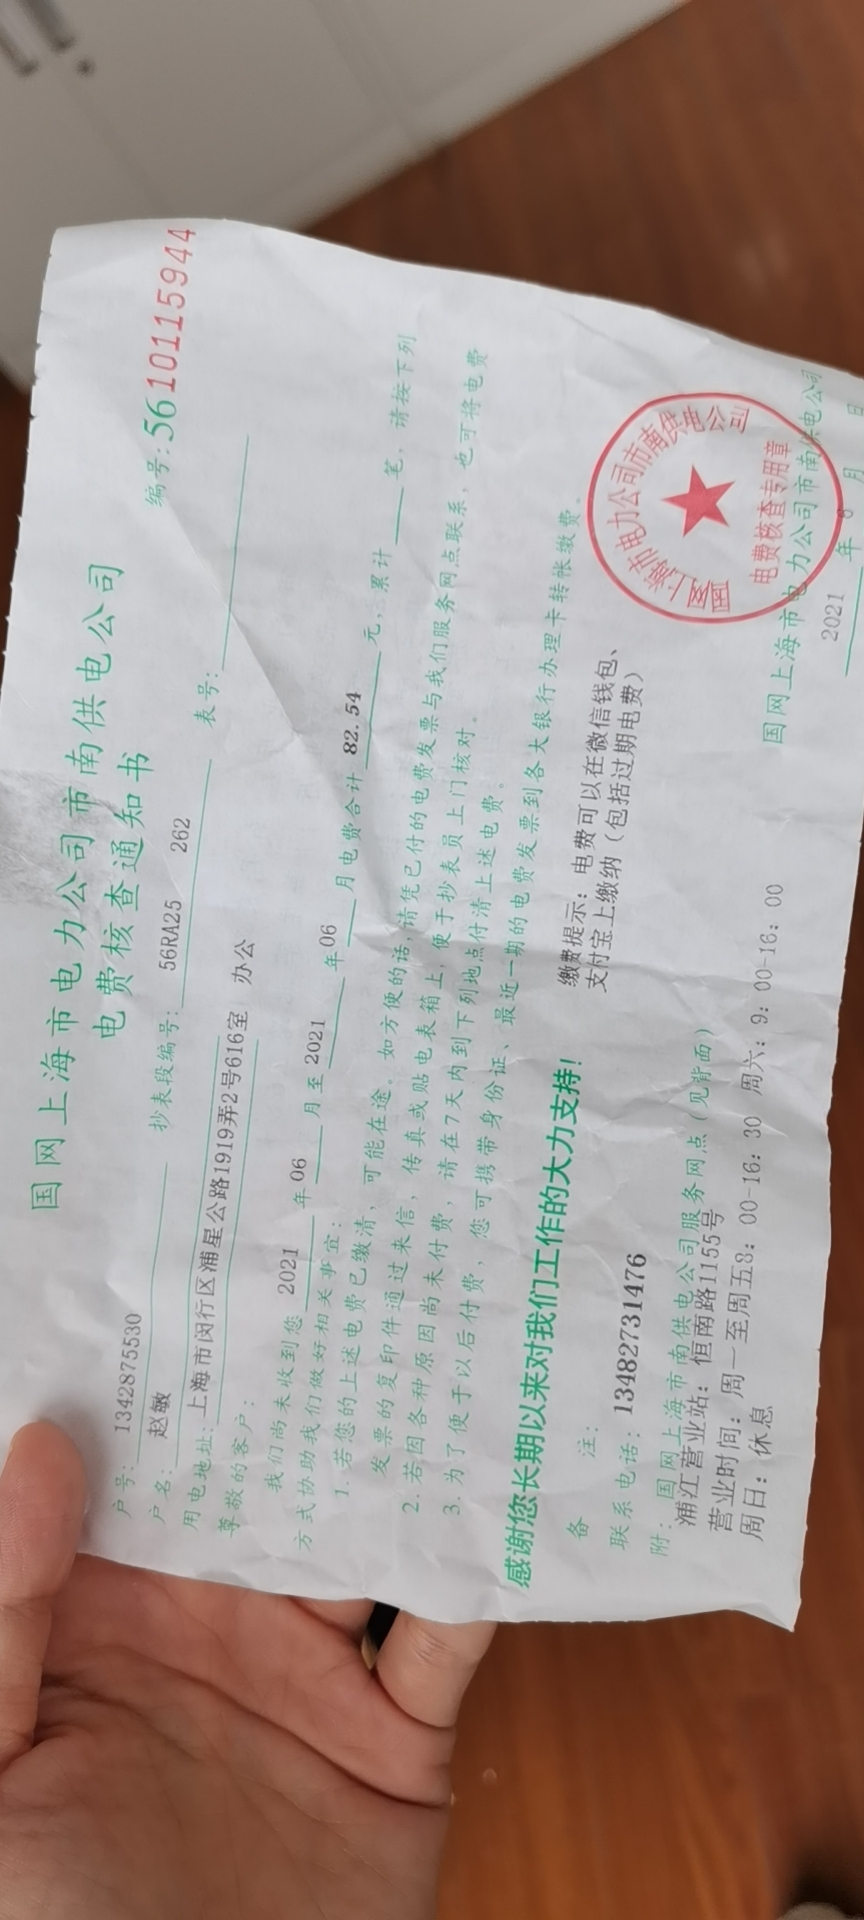 国网上海市电力公司市南供电公司
电费核查通知书
编号: 5610115944
户号: 1342875530 抄表段编号: 56RA25 262 表号:
户名: 赵敏
用电地址: 上海市闵行区浦星公路1919弄2号616室 办公
尊敬的客户:
我们尚未收到您 2021 年 06 月至 2021 年 06 月电费合计 82.54 元, 累计 笔, 请按下列
方式协助我们做好相关事宜:
1. 若您的上述电费已缴清, 可能在途。如方便的话, 请凭已付的电费发票与我们服务网点联系, 也可将电费
发票的复印件通过来信, 传真或贴电表箱上, 便于抄表员上门核对。
2. 若因各种原因尚未付费, 请在7天内到下列地点付清上述电费。
3. 为了便于以后付费, 您可携带身份证、最近一期的电费发票到各大银行办理卡转帐缴费。
感谢您长期以来对我们工作的大力支持!
缴费提示: 电费可以在微信钱包、
支付宝上缴纳 (包括过期电费)
备 注:
联系电话: 13482731476
附: 国网上海市南供电公司服务网点 (见背面)
浦江营业站: 恒南路1155号
营业时间: 周一至周五8: 00-16: 30 周六: 9: 00-16: 00
周日: 休息
国网上海市电力公司市南供电公司
电费核查专用章
国网上海市电力公司市南供电公司
2021 年 6 月 日